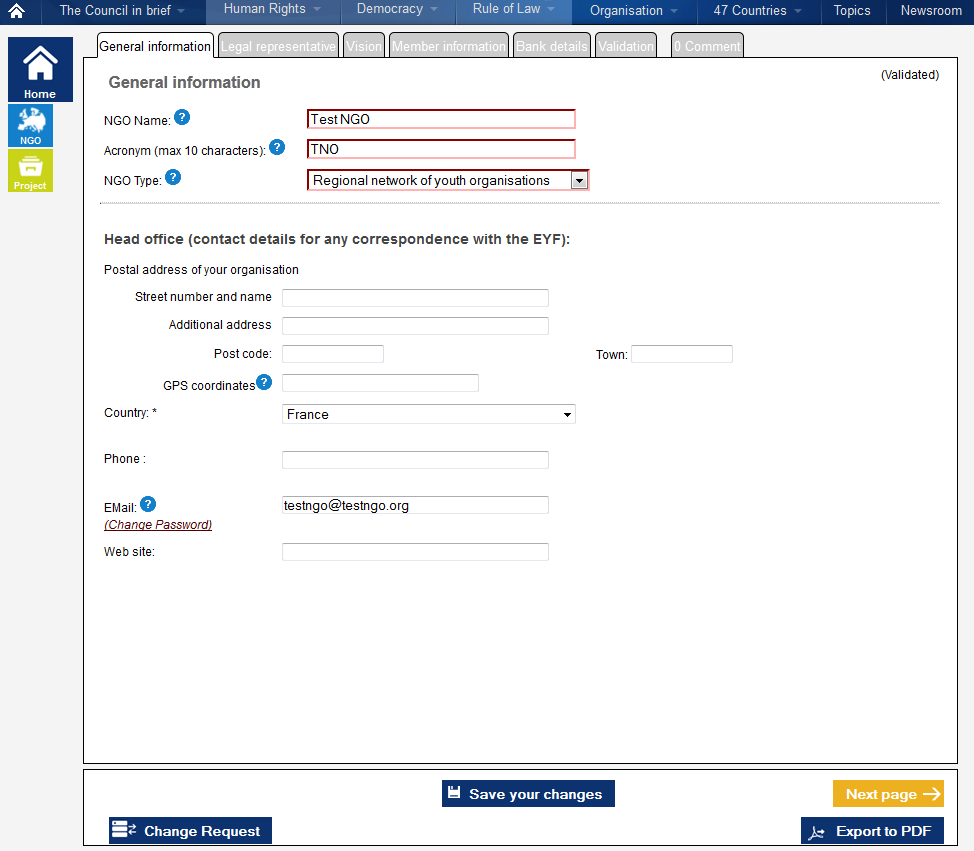 The Council in brief Human Rights Democracy Rule of Law Organisation 47 Countries Topics Newsroom
General information Legal representative Vision Member information Bank details Validation 0 Comment
Home
NGO
Project
General information (Validated)
NGO Name: ? Test NGO
Acronym (max 10 characters): ? TNO
NGO Type: ? Regional network of youth organisations
Head office (contact details for any correspondence with the EYF):
Postal address of your organisation
Street number and name
Additional address
Post code: Town:
GPS coordinates ?
Country: * France
Phone :
EMail: ? testngo@testngo.org
(Change Password)
Web site:
Save your changes Next page
Change Request Export to PDF